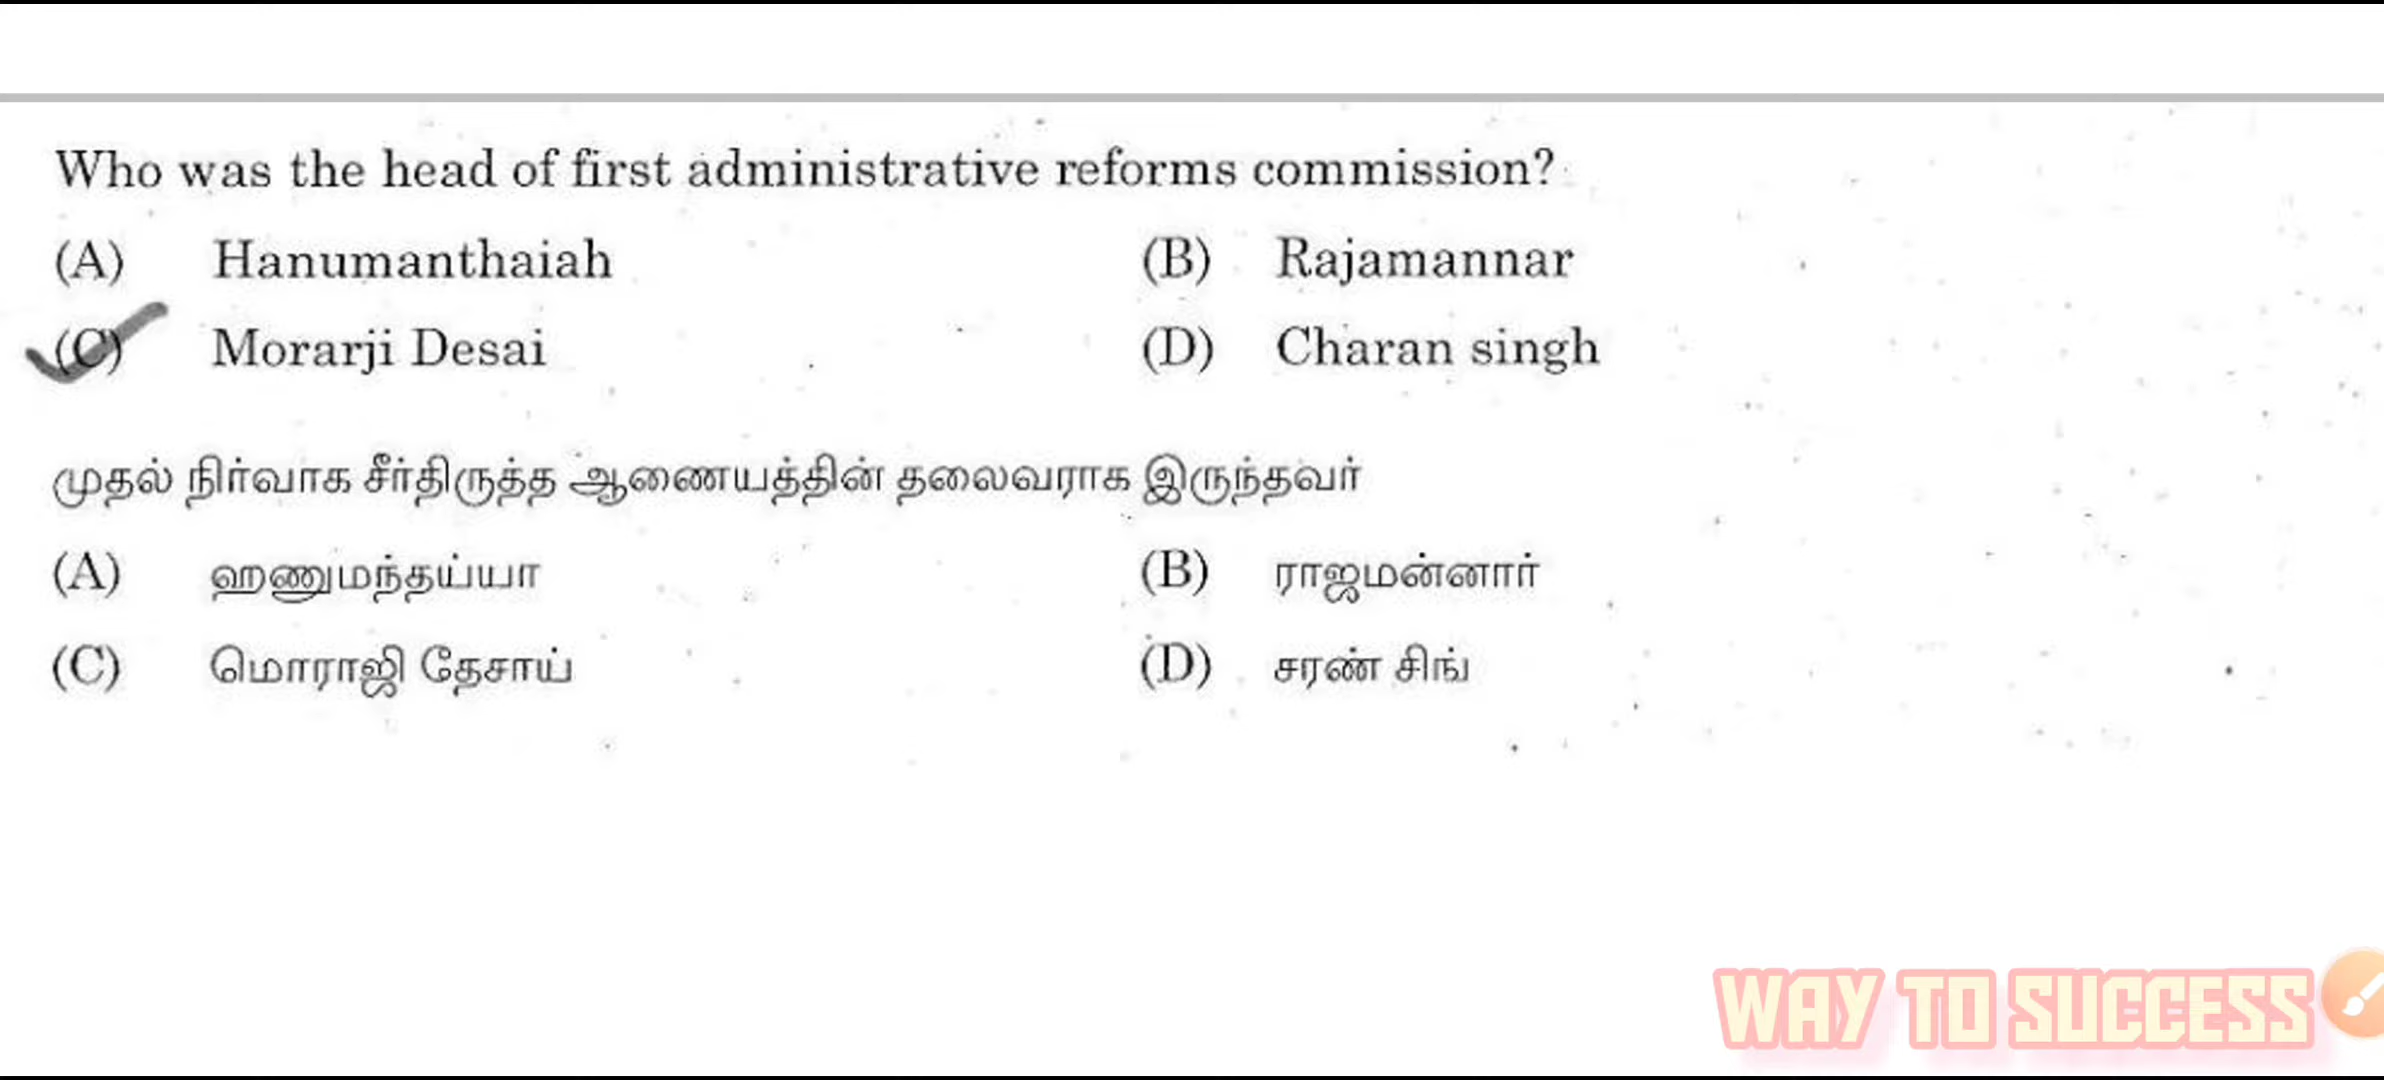 Who was the head of first administrative reforms commission?
(A) Hanumanthaiah (B) Rajamannar
(C) Morarji Desai (D) Charan singh
முதல் நிர்வாக சீர்திருத்த ஆணையத்தின் தலைவராக இருந்தவர்
(A) ஹணுமந்தய்யா (B) ராஜமன்னார்
(C) மொராஜி தேசாய் (D) சரண் சிங்
WAY TO SUCCESS